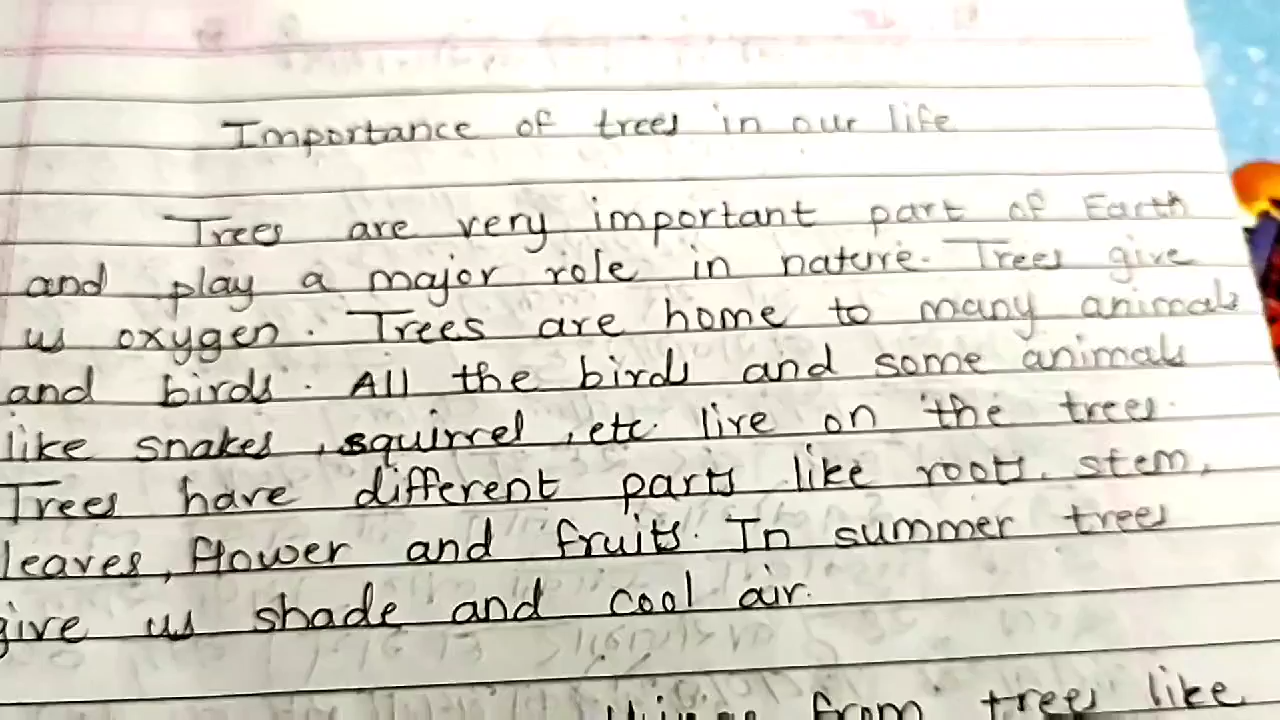 Importance of trees in our life
Trees are very important part of Earth
and play a major role in nature. Trees give
us oxygen. Trees are home to many animals
and birds. All the birds and some animals
like snakes, squirrel, etc. live on the trees.
Trees have different parts like roots, stem,
leaves, flower and fruits. In summer trees
give us shade and cool air.
from trees like